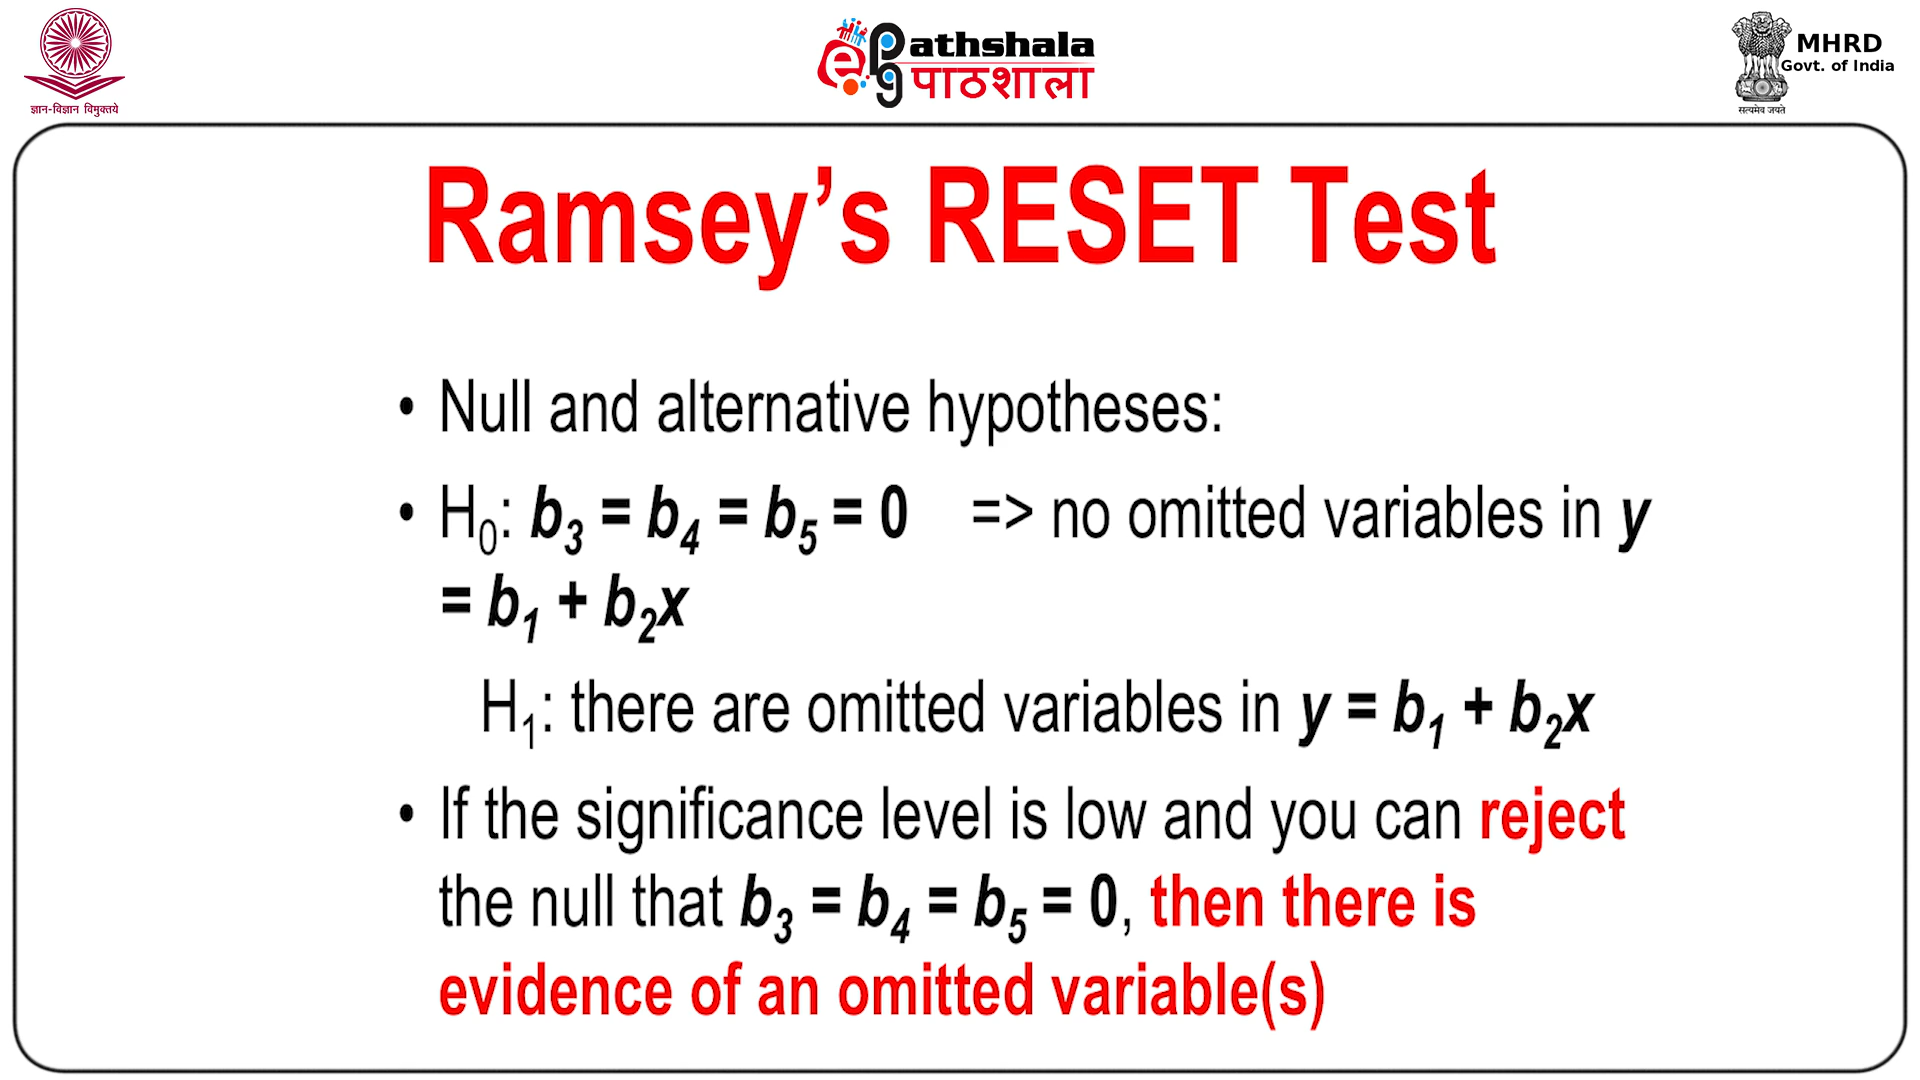 ज्ञान-विज्ञान विमुक्तये
e Pathshala
पाठशाला
MHRD
Govt. of India
सत्यमेव जयते
Ramsey’s RESET Test
• Null and alternative hypotheses:
• H0: b3 = b4 = b5 = 0 => no omitted variables in y
= b1 + b2x
H1: there are omitted variables in y = b1 + b2x
• If the significance level is low and you can reject
the null that b3 = b4 = b5 = 0, then there is
evidence of an omitted variable(s)